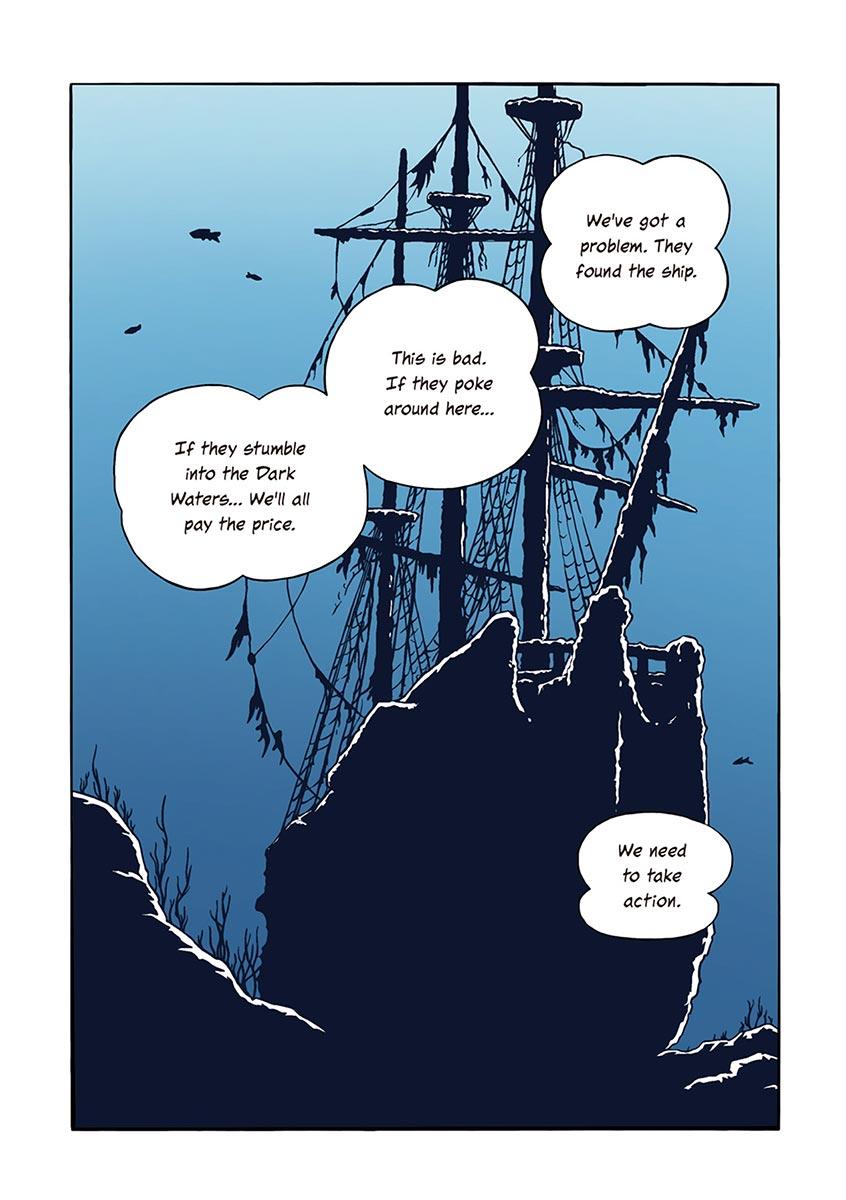 We've got a
problem. They
found the ship.
This is bad.
If they poke
around here...
If they stumble
into the Dark
Waters... We'll all
pay the price.
We need
to take
action.